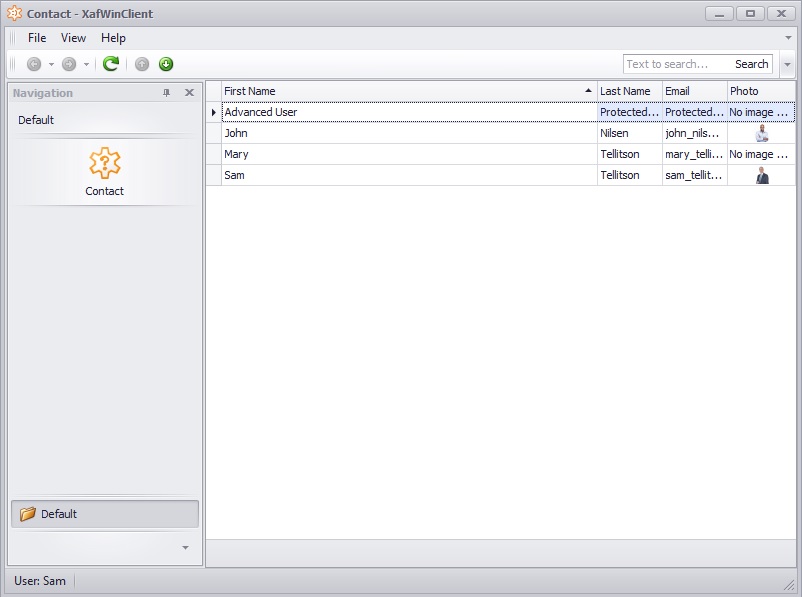 Contact - XafWinClient
File View Help
Text to search... Search
Navigation
Default
Contact
Default
First Name Last Name Email Photo
Advanced User Protected... Protected... No image ...
John Nilsen john_nils...
Mary Tellitson mary_telli... No image ...
Sam Tellitson sam_tellit...
User: Sam